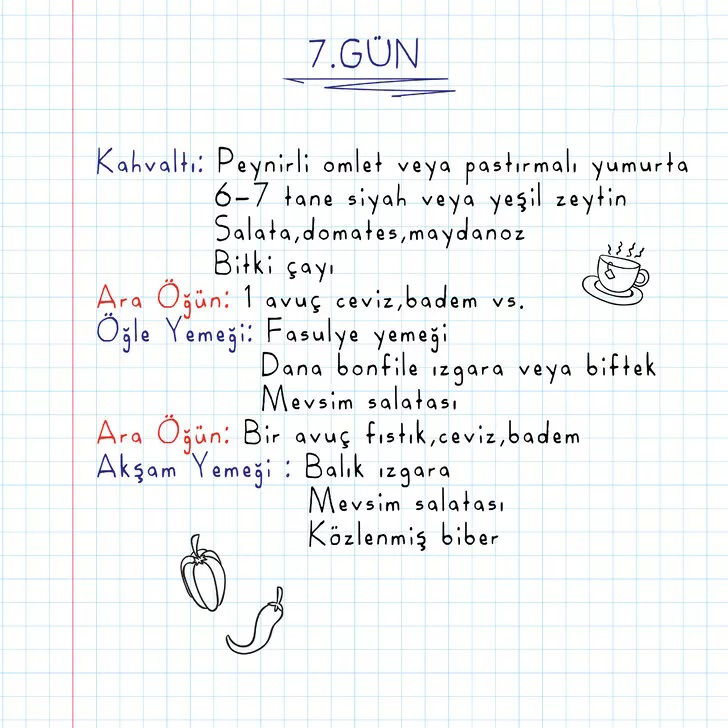 7.GÜN
Kahvaltı: Peynirli omlet veya pastırmalı yumurta
6-7 tane siyah veya yeşil zeytin
Salata,domates,maydanoz
Bitki çayı
Ara Öğün: 1 avuç ceviz,badem vs.
Öğle Yemeği: Fasulye yemeği
Dana bonfile ızgara veya biftek
Mevsim salatası
Ara Öğün: Bir avuç fıstık,ceviz,badem
Akşam Yemeği : Balık ızgara
Mevsim salatası
Közlenmiş biber